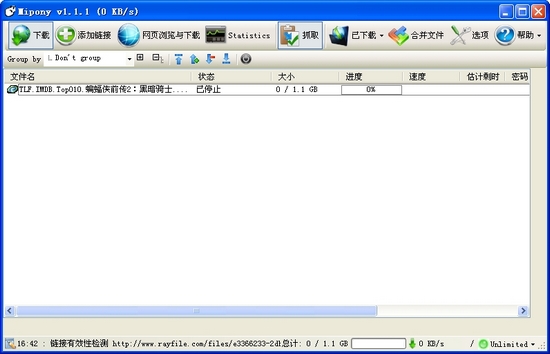 Mipony v1.1.1 (0 KB/s)
下载 添加链接 网页浏览与下载 Statistics 抓取 已下载 合并文件 选项 帮助
Group by Don't group
文件名 状态 大小 进度 速度 估计剩时 密码
TLF.IMDB.Top010.蝙蝠侠前传2：黑暗骑士.... 已停止 0 / 1.1 GB 0%
16:42 : 链接有效性检测 http://www.rayfile.com/files/e3366233-2db 总计: 0 / 1.1 GB 0 KB/s / Unlimited